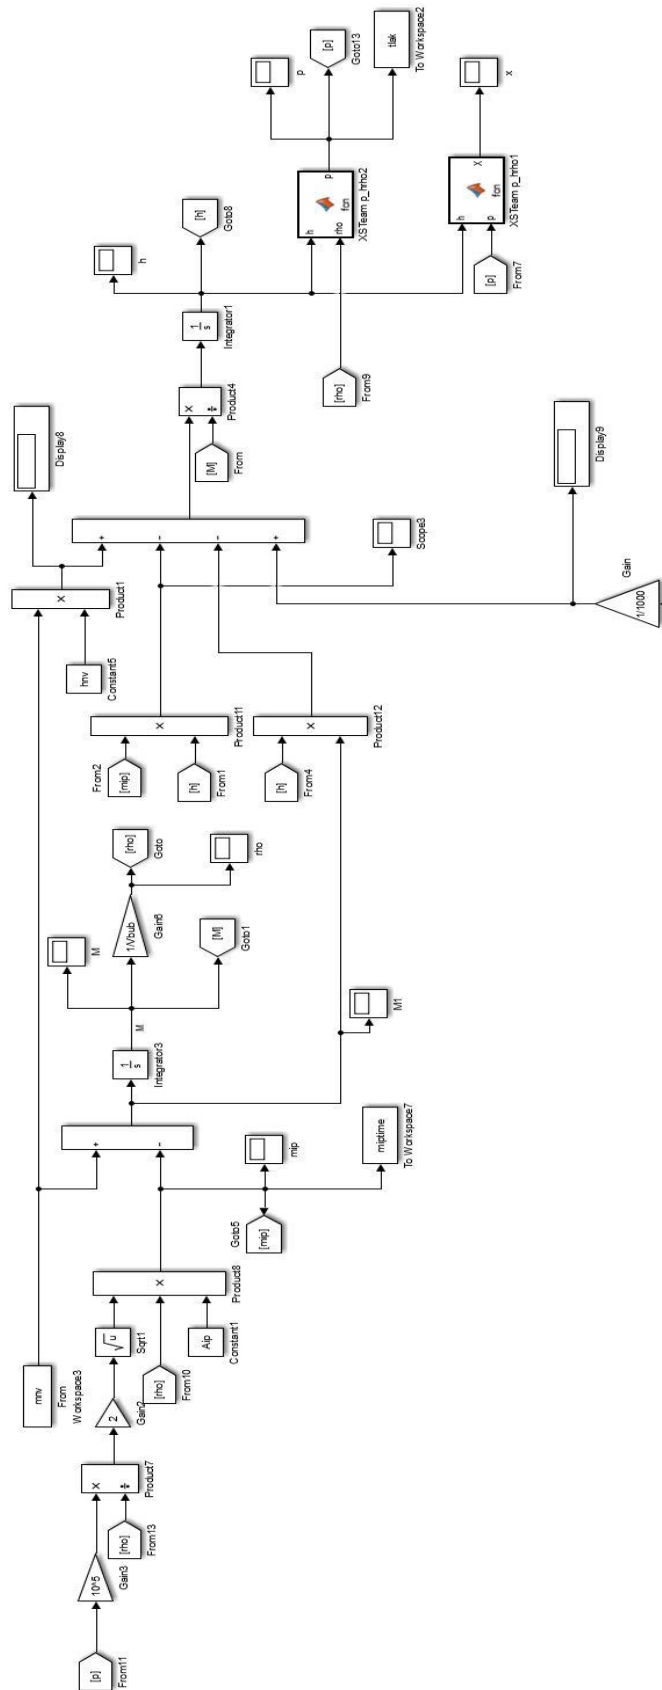 [p]
From11
10^5
Gain3
[rho]
From13
×
÷
Product7
2
Gain2
√u
Sqrt1
[rho]
From10
Aip
Constant1
×
Product8
mnv
From
Workspace3
[mip]
Goto5
mip
miptime
To Workspace7
+
-
1
s
Integrator3
M
M
1/Vbub
Gain6
[rho]
Goto
rho
[M]
Goto1
M1
From2
[mip]
[h]
From1
×
Product11
[h]
From4
×
Product12
hnv
Constant5
×
Product1
Display8
+
-
-
+
Scope3
1/1000
Gain
Display9
[M]
From
×
÷
Product4
1
s
Integrator1
h
[h]
Goto8
[rho]
From9
h
rho
fcn
p
XSTeam p_hrho2
p
[p]
Goto13
tlak
To Workspace2
[p]
From7
h
p
fcn
X
XSTeam p_hrho1
x